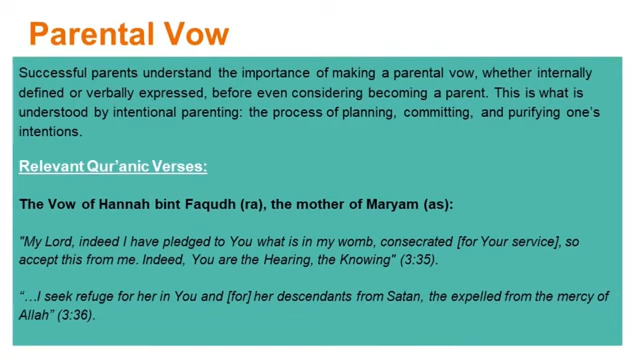 Parental Vow
Successful parents understand the importance of making a parental vow, whether internally
defined or verbally expressed, before even considering becoming a parent. This is what is
understood by intentional parenting: the process of planning, committing, and purifying one's
intentions.
Relevant Qur'anic Verses:
The Vow of Hannah bint Faqudh (ra), the mother of Maryam (as):
"My Lord, indeed I have pledged to You what is in my womb, consecrated [for Your service], so
accept this from me. Indeed, You are the Hearing, the Knowing" (3:35).
“…I seek refuge for her in You and [for] her descendants from Satan, the expelled from the mercy of
Allah” (3:36).